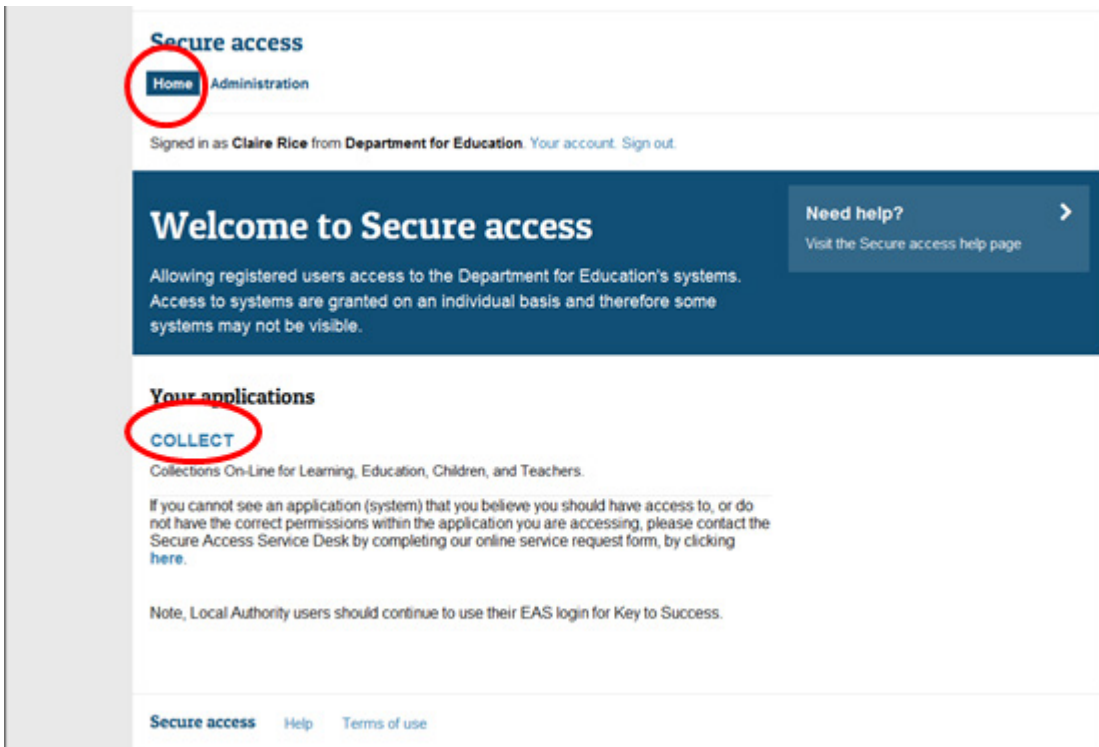 Secure access
Home Administration
Signed in as Claire Rice from Department for Education. Your account. Sign out.
Welcome to Secure access
Allowing registered users access to the Department for Education's systems.
Access to systems are granted on an individual basis and therefore some
systems may not be visible.
Need help?
Visit the Secure access help page
Your applications
COLLECT
Collections On-Line for Learning, Education, Children, and Teachers.
If you cannot see an application (system) that you believe you should have access to, or do
not have the correct permissions within the application you are accessing, please contact the
Secure Access Service Desk by completing our online service request form, by clicking
here.
Note, Local Authority users should continue to use their EAS login for Key to Success.
Secure access Help Terms of use